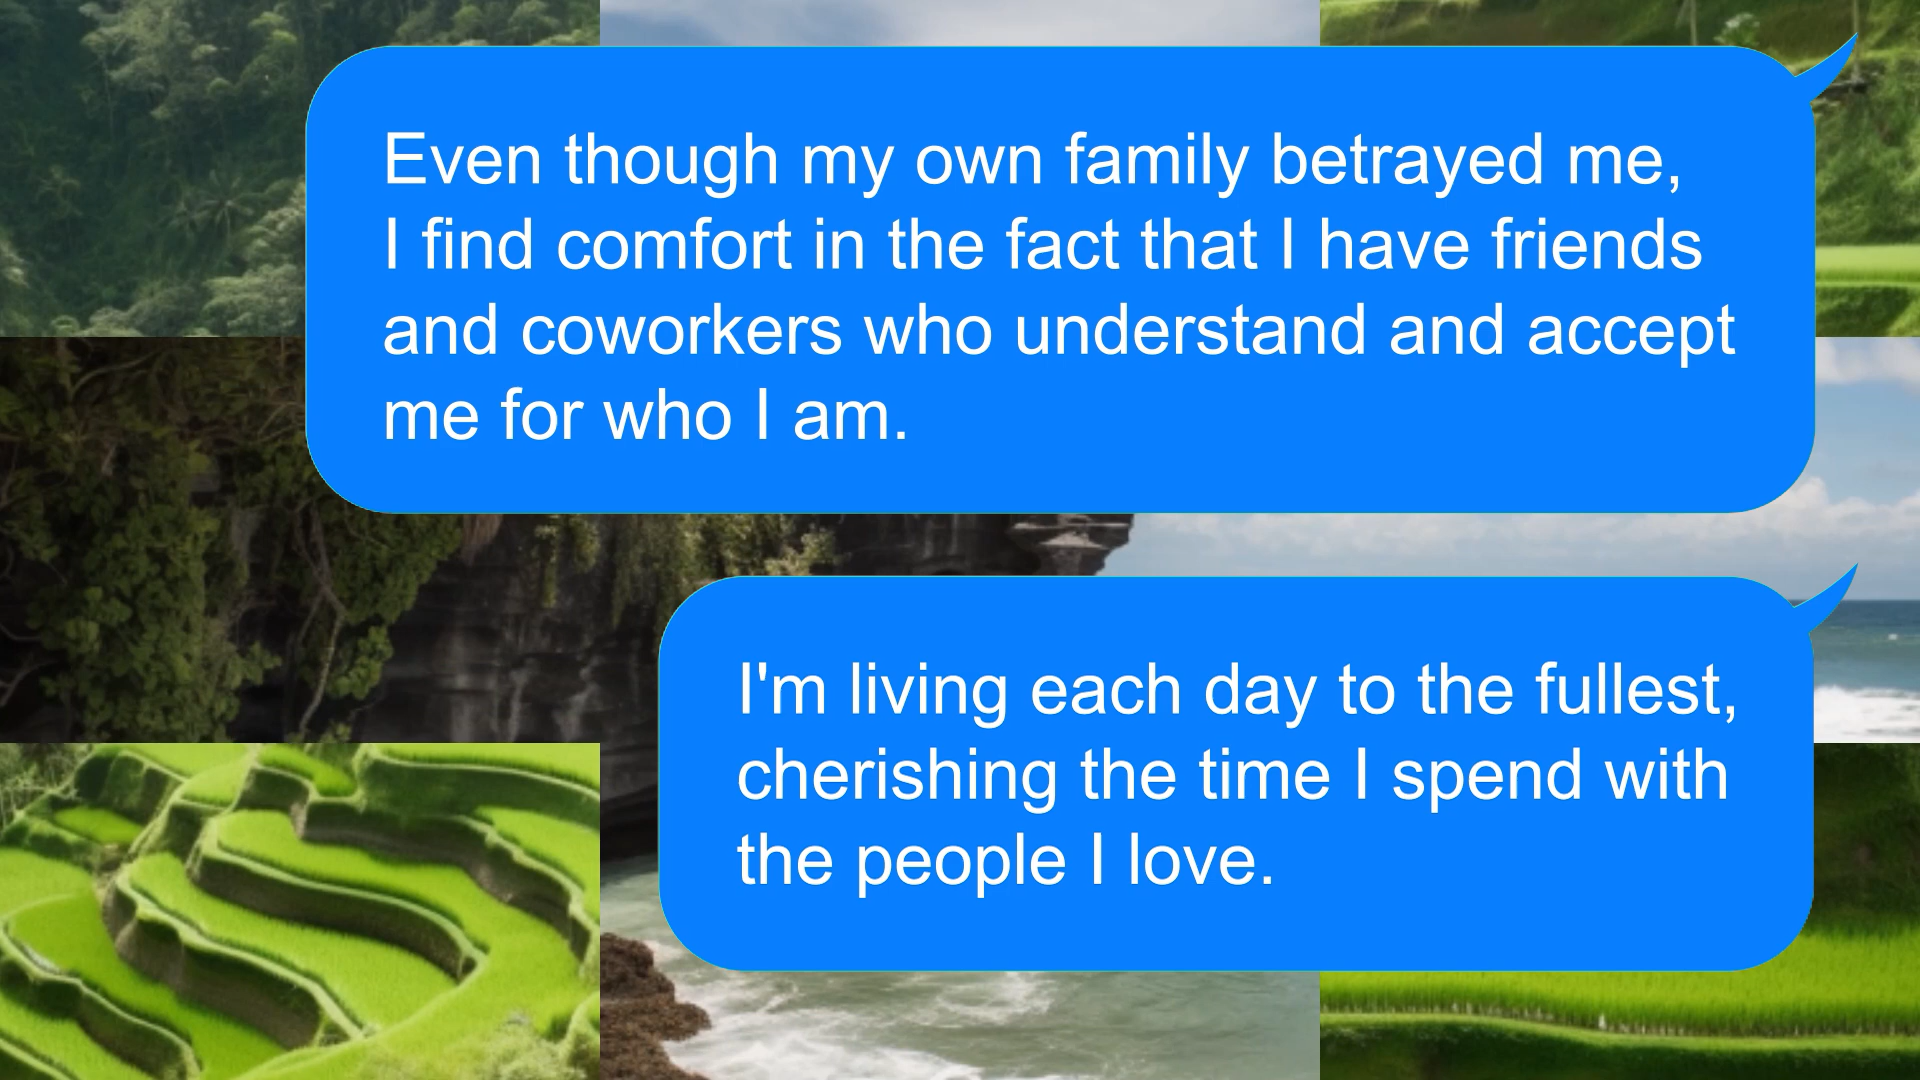 Even though my own family betrayed me,
I find comfort in the fact that I have friends
and coworkers who understand and accept
me for who I am.
I'm living each day to the fullest,
cherishing the time I spend with
the people I love.